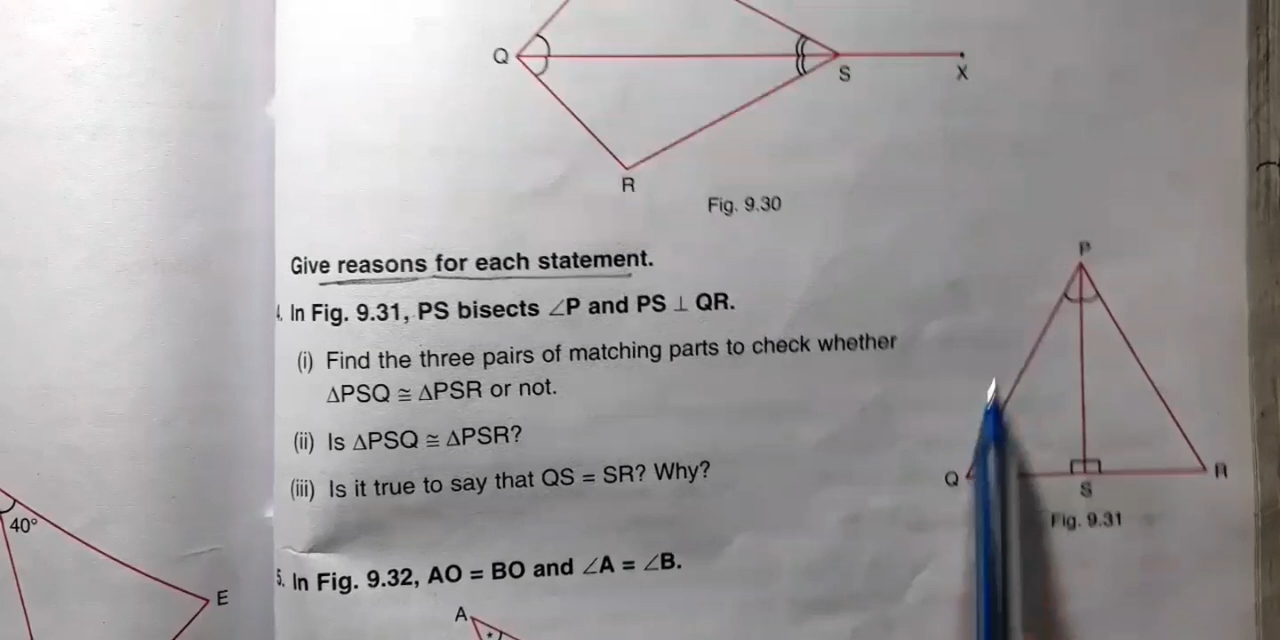 Q
S
X
R
Fig. 9.30
Give reasons for each statement.
4. In Fig. 9.31, PS bisects ∠P and PS ⊥ QR.
(i) Find the three pairs of matching parts to check whether
ΔPSQ ≅ ΔPSR or not.
(ii) Is ΔPSQ ≅ ΔPSR?
(iii) Is it true to say that QS = SR? Why?
P
Q
S
R
Fig. 9.31
40°
E
5. In Fig. 9.32, AO = BO and ∠A = ∠B.
A